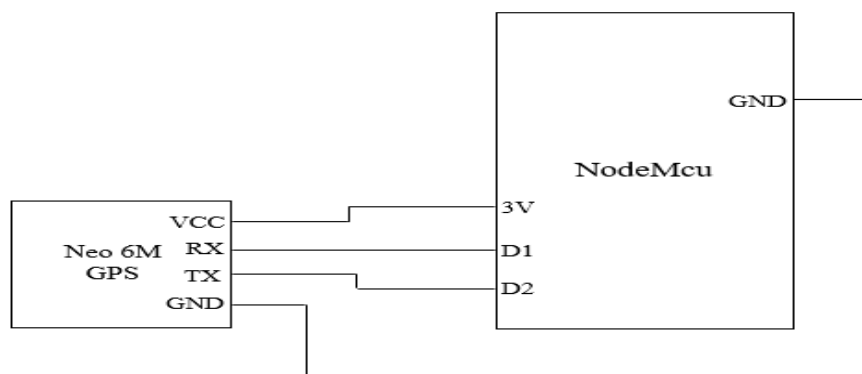 GND
NodeMcu
3V
D1
D2
VCC
RX
TX
GND
Neo 6M
GPS